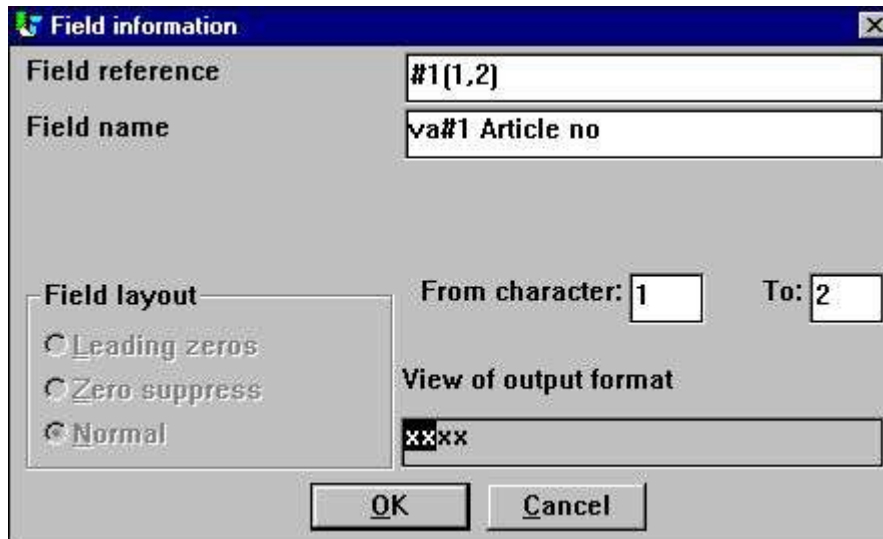 Field information
Field reference
#1(1,2)
Field name
va#1 Article no
Field layout
From character: 1 To: 2
Leading zeros
Zero suppress
View of output format
Normal
xxxx
OK Cancel